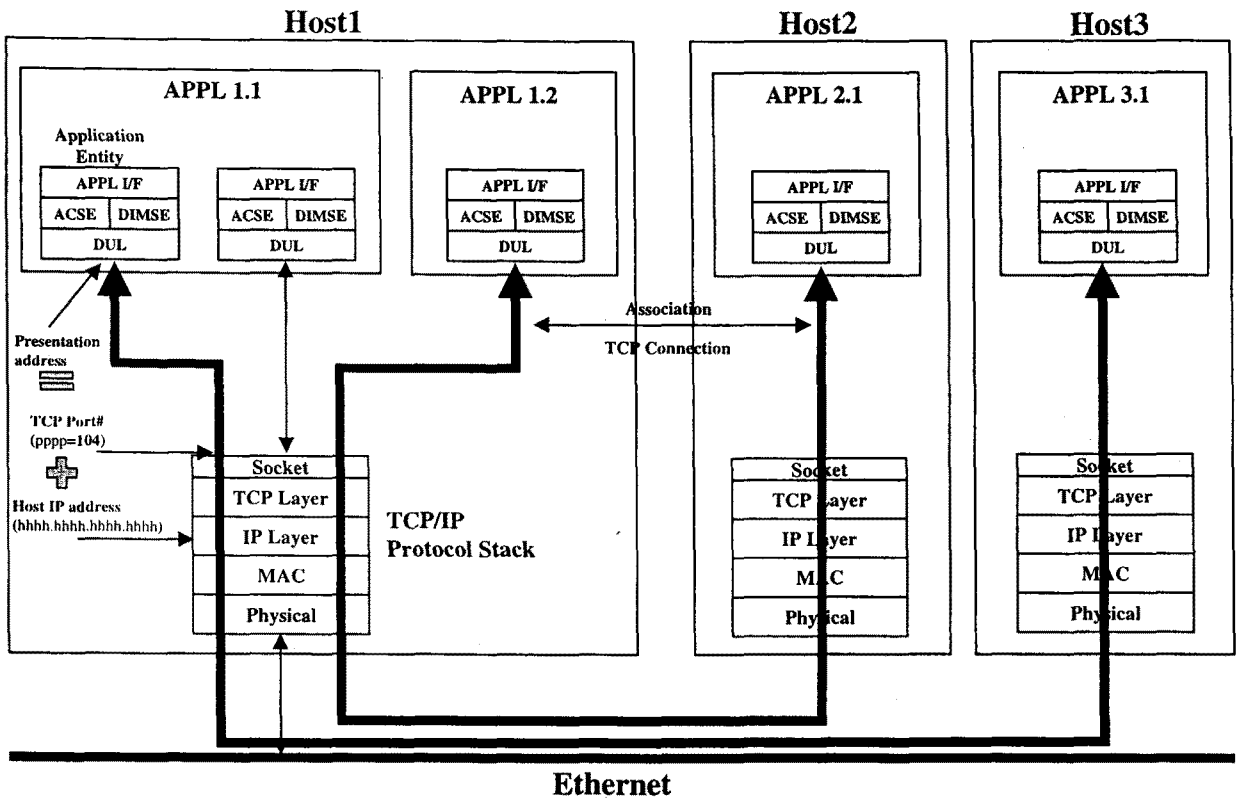 Host1
Host2
Host3
APPL 1.1
APPL 1.2
APPL 2.1
APPL 3.1
Application
Entity
APPL I/F
ACSE
DIMSE
DUL
APPL I/F
ACSE
DIMSE
DUL
APPL I/F
ACSE
DIMSE
DUL
APPL I/F
ACSE
DIMSE
DUL
APPL I/F
ACSE
DIMSE
DUL
Presentation
address
Association
TCP Connection
TCP Port#
(pppp=104)
Host IP address
(hhhh.hhhh.hhhh.hhhh)
Socket
TCP Layer
IP Layer
MAC
Physical
TCP/IP
Protocol Stack
Socket
TCP Layer
IP Layer
MAC
Physical
Socket
TCP Layer
IP Layer
MAC
Physical
Ethernet